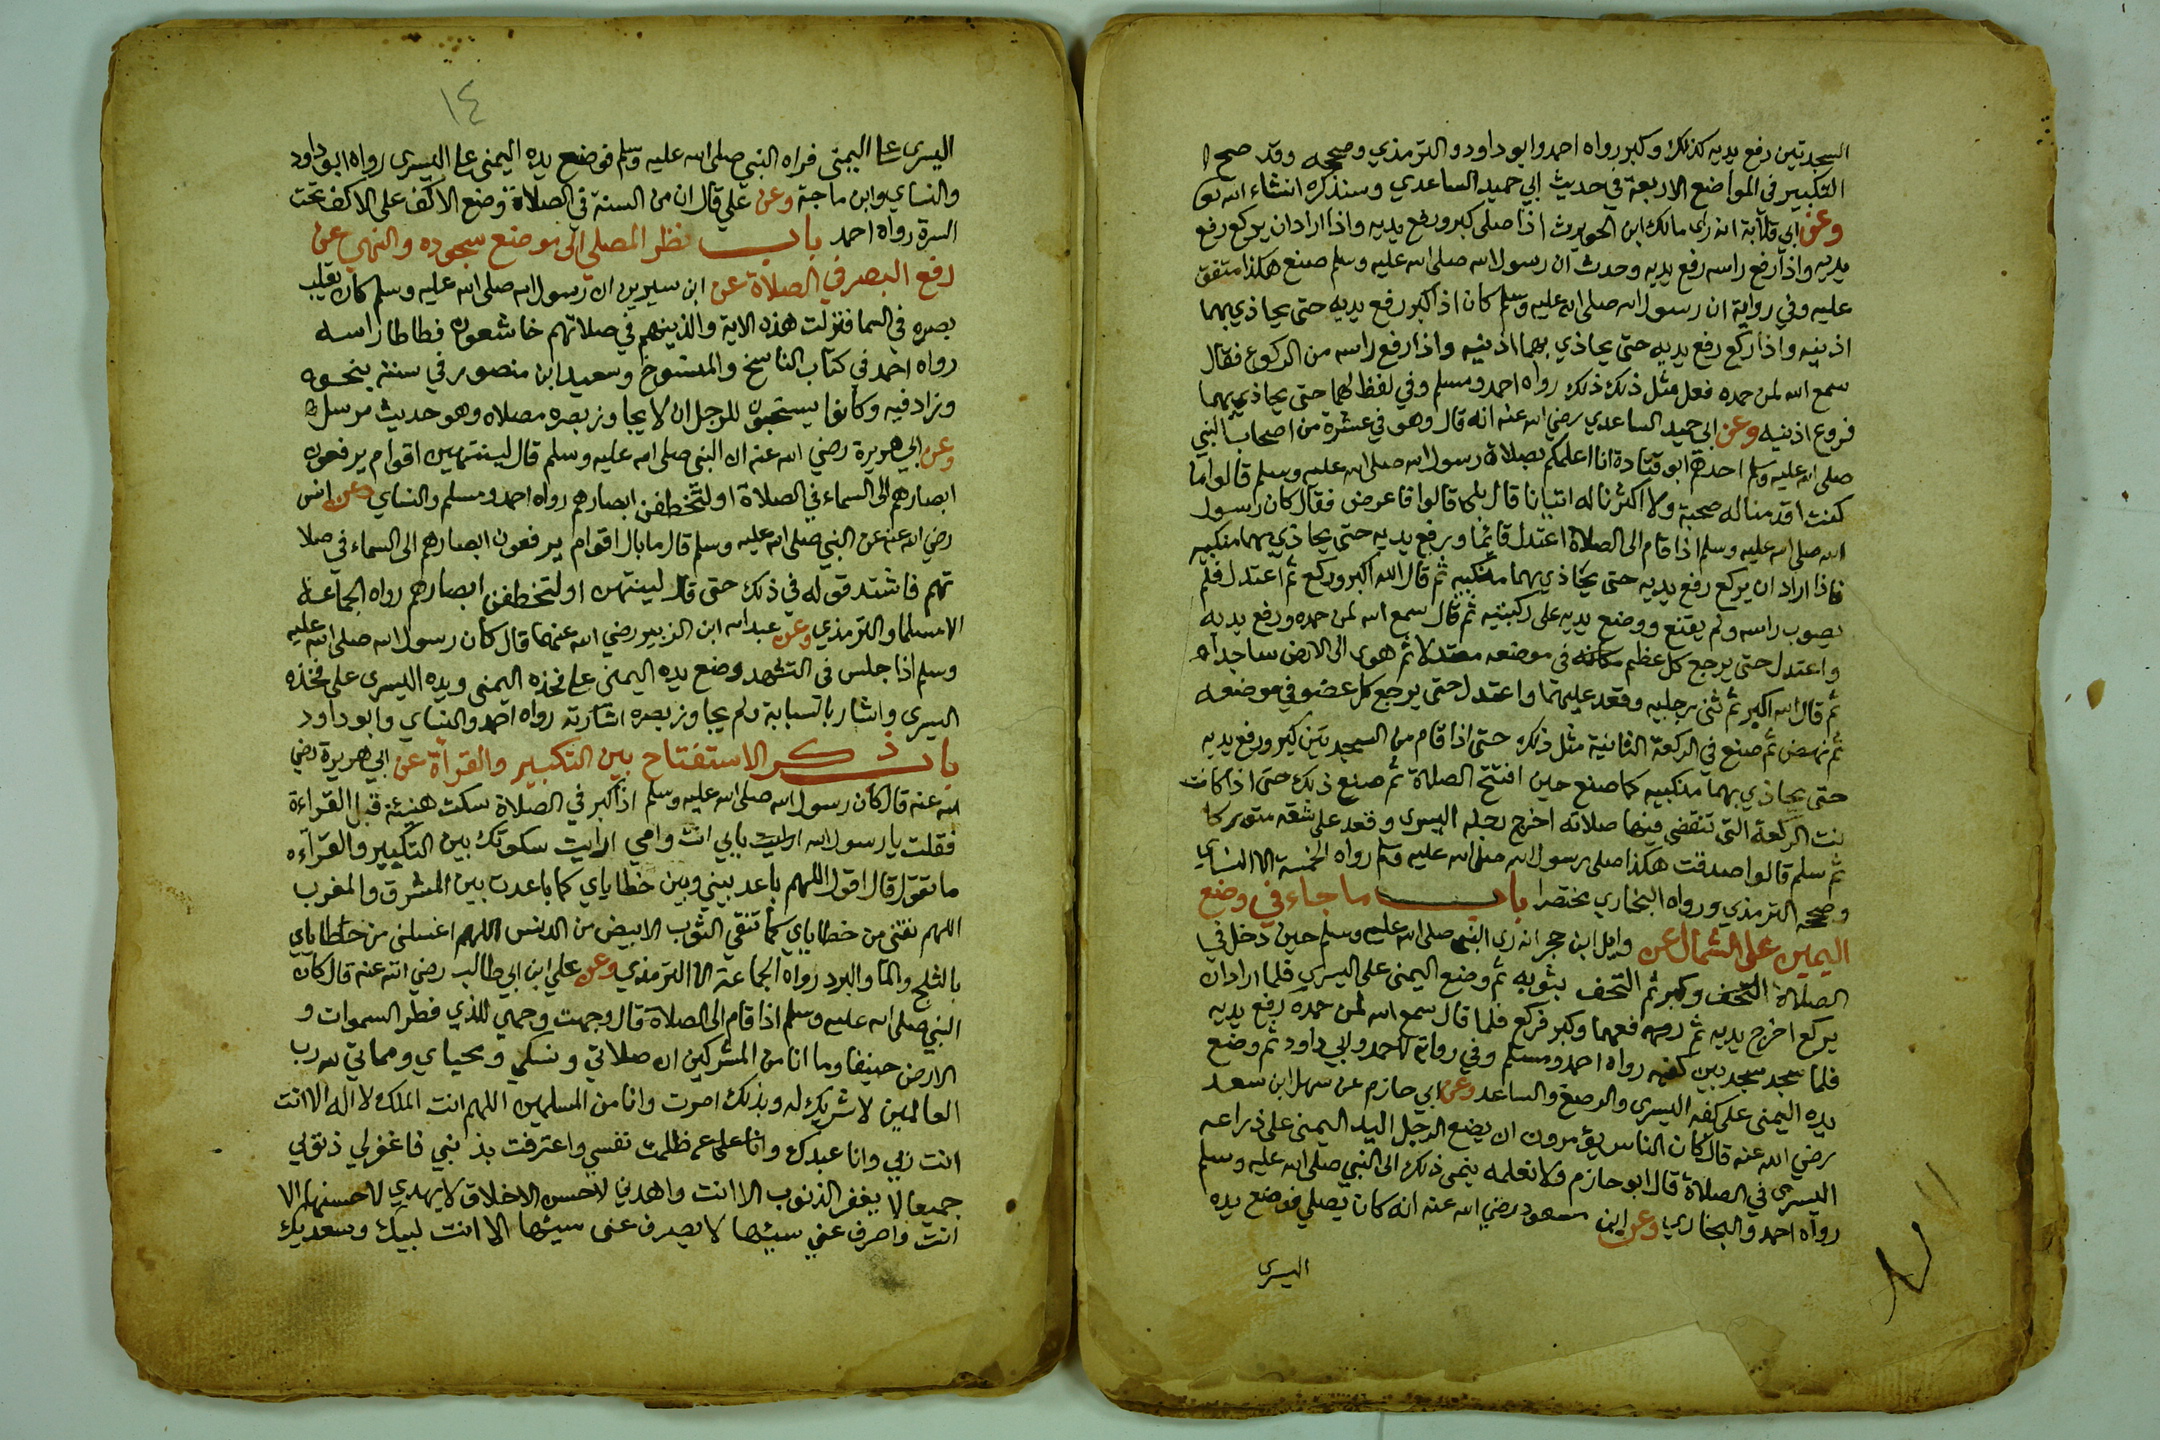 السجدتين رفع يديه كذلك وكبر رواه احمد وابو داود والترمذي وصححه وقد صح
التكبير في المواضع الاربعة في حديث ابي حميد الساعدي وسنذكره انشاء الله
وعن ابي قلابة انه راى مالك ابن الحويرث اذا صلى كبر ورفع يديه واذا اراد ان يركع رفع
يديه واذا رفع راسه رفع يديه وحدث ان رسول الله صلى الله عليه وسلم صنع هكذا متفق
عليه وفي رواية ان رسول الله صلى الله عليه وسلم كان اذا كبر رفع يديه حتى يحاذي بهما
اذنيه واذا ركع رفع يديه حتى يحاذي بهما اذنيه واذا رفع راسه من الركوع فقال
سمع الله لمن حمده فعل مثل ذلك ذلك رواه احمد ومسلم وفي لفظ لهما حتى يحاذي بهما
فروع اذنيه وعن ابي حميد الساعدي رضي الله عنه انه قال وهو في عشرة من اصحاب النبي
صلى الله عليه وسلم احدهم ابو قتادة انا اعلمكم بصلاة رسول الله صلى الله عليه وسلم قالوا ما
كنت اقدمنا له صحبة ولا اكثرنا له اتيانا قال بلى قالوا فاعرض فقال كان رسول
الله صلى الله عليه وسلم اذا قام الى الصلاة اعتدل قائما ورفع يديه حتى يحاذي بهما منكبيه
فاذا اراد ان يركع رفع يديه حتى يحاذي بهما منكبيه ثم قال الله اكبر وركع ثم اعتدل فلم
يصوب راسه ولم يقنع ووضع يديه على ركبتيه ثم قال سمع الله لمن حمده ورفع يديه
واعتدل حتى يرجع كل عظم في موضعه معتدلا ثم هوى الى الارض ساجدا
ثم قال الله اكبر ثم ثنى رجليه وقعد عليهما واعتدل حتى يرجع كل عضو في موضعه
ثم نهض ثم صنع في الركعة الثانية مثل ذلك حتى اذا قام من السجدتين كبر ورفع يديه
حتى يحاذي بهما منكبيه كما صنع حين افتتح الصلاة ثم صنع ذلك حتى اذا كانت
نت الركعة التي تنقضي فيها صلاته اخرج رجله اليسرى وقعد على شقه متوركا
ثم سلم قالوا صدقت هكذا صلى رسول الله صلى الله عليه وسلم رواه الخمسة الا النساي
وصححه الترمذي ورواه البخاري مختصرا باب ما جاء في وضع
اليمين على الشمال عن وايل ابن حجر انه رى النبي صلى الله عليه وسلم حين دخل في
الصلاة التحف وكبر ثم التحف بثوبه ثم وضع اليمنى على اليسرى فلما اراد ان
يركع اخرج يديه ثم رفعهما وكبر فركع فلما قال سمع الله لمن حمده رفع يديه
فلما سجد سجد بين كفيه رواه احمد ومسلم وفي رواية لاحمد وابي داود ثم وضع
يده اليمنى على كفه اليسرى والرصغ والساعد وعن ابي حازم عن سهل ابن سعد
رضي الله عنه قال كان الناس يؤمرون ان يضع الرجل اليد اليمنى على ذراعه
اليسرى في الصلاة قال ابو حازم ولا نعلمه ينمى ذلك الى النبي صلى الله عليه وسلم
رواه احمد والبخاري وعن ابن مسعود رضي الله عنه انه كان يصلي فوضع يده
اليسرى
١٤
اليسرى على اليمنى فراه النبي صلى الله عليه وسلم فوضع يده اليمنى على اليسرى رواه ابو داود
والنساي وابن ماجة وعن علي قال ان من السنة في الصلاة وضع الاكف على الاكف تحت
السرة رواه احمد باب نظر المصلي الى موضع سجوده والنهي عن
رفع البصر في الصلاة عن ابن سيرين ان رسول الله صلى الله عليه وسلم كان يقلب
بصره في السما فنزلت هذه الاية والذين هم في صلاتهم خاشعون فطاطا راسه
رواه احمد في كتاب الناسخ والمنسوخ وسعيد ابن منصور في سننه بنحوه
وزاد فيه وكانوا يستحبون للرجل ان لا يجاوز بصره مصلاه وهو حديث مرسل
وعن ابي هريرة رضي الله عنه ان النبي صلى الله عليه وسلم قال لينتهين اقوام يرفعون
ابصارهم الى السماء في الصلاة او لتخطفن ابصارهم رواه احمد ومسلم والنساي وعن انس
رضي الله عنه عن النبي صلى الله عليه وسلم قال ما بال اقوام يرفعون ابصارهم الى السماء في صلا
تهم فاشتد قوله في ذلك حتى قال لينتهن او لتخطفن ابصارهم رواه الجماعة
الا مسلما والترمذي وعن عبد الله ابن الزبير رضي الله عنهما قال كان رسول الله صلى الله عليه
وسلم اذا جلس في التشهد وضع يده اليمنى على فخذه اليمنى ويده اليسرى على فخذه
اليسرى واشار بالسبابة ولم يجاوز بصره اشارته رواه احمد والنساي وابو داود
باب ذكر الاستفتاح بين التكبير والقرأة عن ابي هريرة رضي
الله عنه قال كان رسول الله صلى الله عليه وسلم اذا كبر في الصلاة سكت هنيئة قبل القراءة
فقلت يا رسول الله ارايت بابي انت وامي ارايت سكوتك بين التكبير والقراءه
ما تقول قال اقول اللهم باعد بيني وبين خطاياي كما باعدت بين المشرق والمغرب
اللهم نقني من خطاياي كما تنقي الثوب الابيض من الدنس اللهم اغسلني من خطاياي
بالثلج والما والبرد رواه الجماعة الا الترمذي وعن علي ابن ابي طالب رضي الله عنه قال كان
النبي صلى الله عليه وسلم اذا قام الى الصلاة قال وجهت وجهي للذي فطر السموات و
الارض حنيفا وما انا من المشركين ان صلاتي ونسكي ومحياي ومماتي لله رب
العالمين لا شريك له وبذلك امرت وانا من المسلمين اللهم انت الملك لا اله الا انت
انت ربي وانا عبدك ظلمت نفسي واعترفت بذنبي فاغفر لي ذنوبي
جميعا لا يغفر الذنوب الا انت واهدني لاحسن الاخلاق لا يهدي لاحسنها الا
انت واصرف عني سيئها لا يصرف عني سيئها الا انت لبيك وسعديك